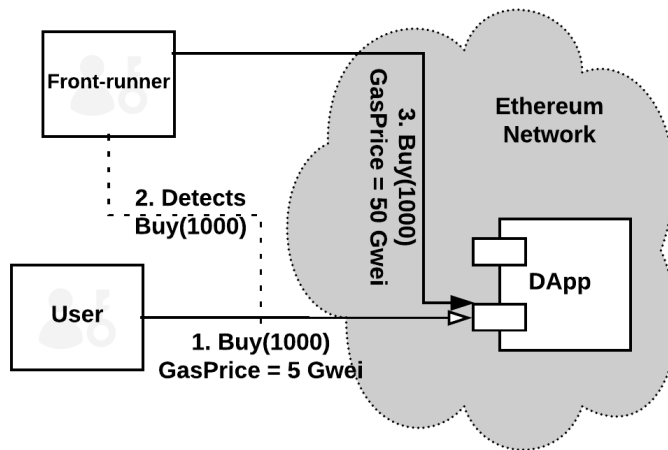 Front-runner
Ethereum
Network
3. Buy(1000)
GasPrice = 50 Gwei
2. Detects
Buy(1000)
DApp
User
1. Buy(1000)
GasPrice = 5 Gwei